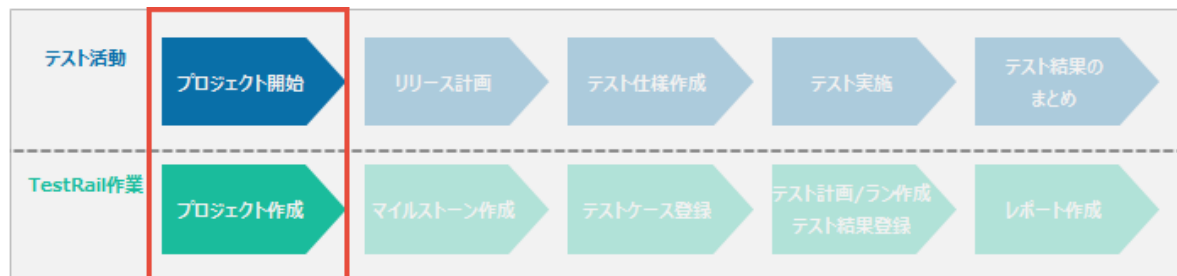 テスト活動
プロジェクト開始
リリース計画
テスト仕様作成
テスト実施
テスト結果の
まとめ
TestRail作業
プロジェクト作成
マイルストーン作成
テストケース登録
テスト計画/ラン作成
テスト結果登録
レポート作成